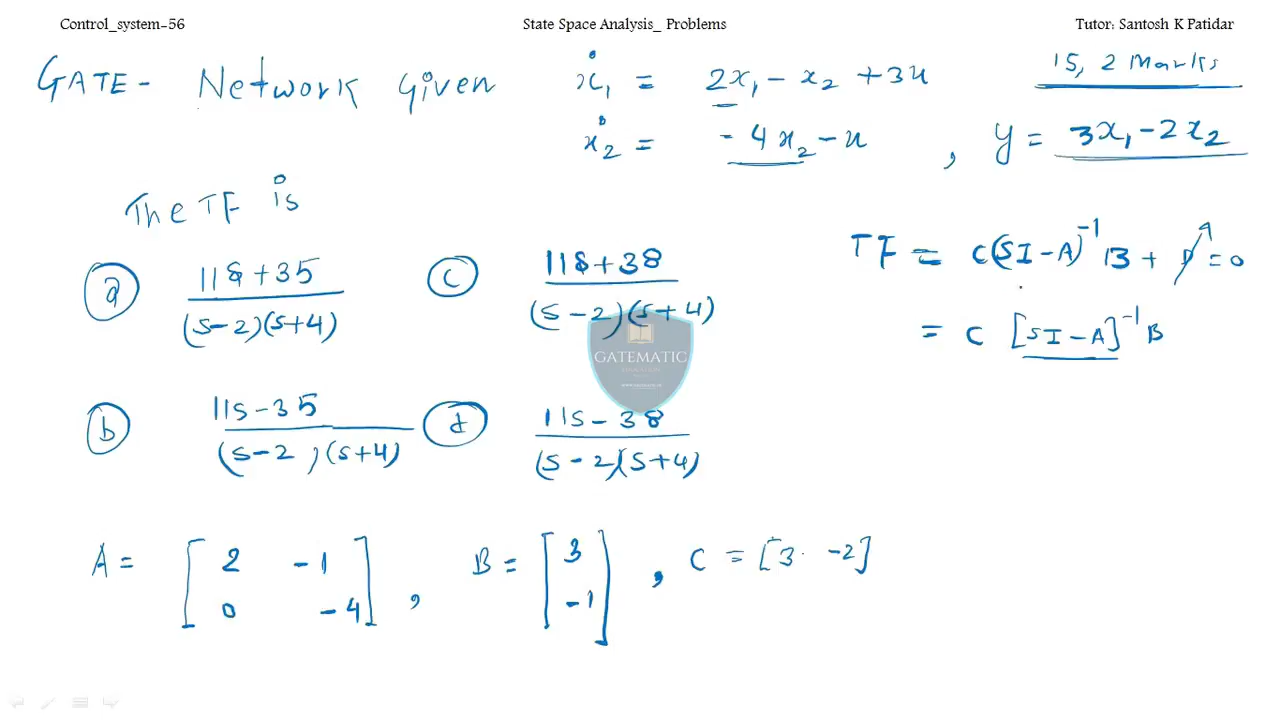 Control_system-56
State Space Analysis_ Problems
Tutor: Santosh K Patidar
GATE - Network given ẋ₁ = 2x₁ - x₂ + 3u
15, 2 Marks
ẋ₂ = -4x₂ - u , y = 3x₁ - 2x₂
The TF is
TF = C(SI-A)⁻¹B + D = 0
= C [SI-A]⁻¹ B
(a) 11s+35 / (s-2)(s+4)
(c) 11s+38 / (s-2)(s+4)
GATEMATIC
EDUCATION
(b) 11s-35 / (s-2)(s+4)
(d) 11s-38 / (s-2)(s+4)
A = [ 2 -1 , B = [ 3 , C = [3 -2]
0 -4 ] -1 ]